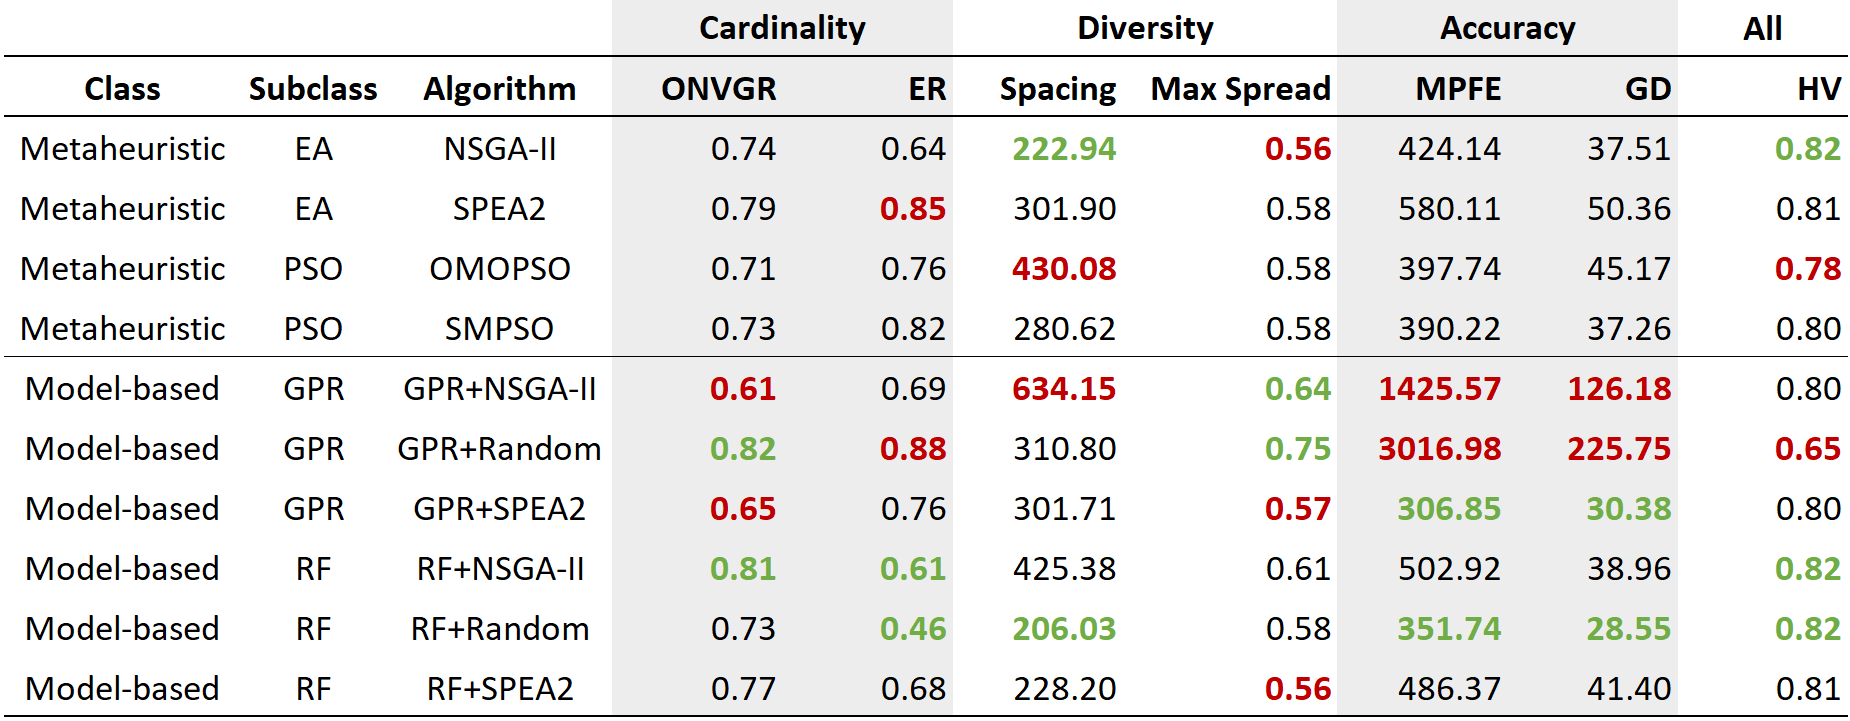 Cardinality Diversity Accuracy All
Class Subclass Algorithm ONVGR ER Spacing Max Spread MPFE GD HV
Metaheuristic EA NSGA-II 0.74 0.64 222.94 0.56 424.14 37.51 0.82
Metaheuristic EA SPEA2 0.79 0.85 301.90 0.58 580.11 50.36 0.81
Metaheuristic PSO OMOPSO 0.71 0.76 430.08 0.58 397.74 45.17 0.78
Metaheuristic PSO SMPSO 0.73 0.82 280.62 0.58 390.22 37.26 0.80
Model-based GPR GPR+NSGA-II 0.61 0.69 634.15 0.64 1425.57 126.18 0.80
Model-based GPR GPR+Random 0.82 0.88 310.80 0.75 3016.98 225.75 0.65
Model-based GPR GPR+SPEA2 0.65 0.76 301.71 0.57 306.85 30.38 0.80
Model-based RF RF+NSGA-II 0.81 0.61 425.38 0.61 502.92 38.96 0.82
Model-based RF RF+Random 0.73 0.46 206.03 0.58 351.74 28.55 0.82
Model-based RF RF+SPEA2 0.77 0.68 228.20 0.56 486.37 41.40 0.81